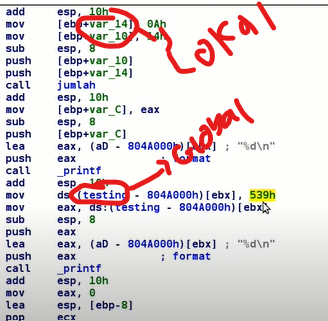 add esp, 10h
mov [ebp+var_14], 0Ah
mov [ebp+var_10], 14h
sub esp, 8
push [ebp+var_10]
push [ebp+var_14]
call jumlah
add esp, 10h
mov [ebp+var_C], eax
sub esp, 8
push [ebp+var_C]
lea eax, (aD - 804A000h)[ebx] ; "%d\n"
push eax ; format
call _printf
add esp, 10h
mov ds:(testing - 804A000h)[ebx], 539h
mov eax, ds:(testing - 804A000h)[ebx]
sub esp, 8
push eax
lea eax, (aD - 804A000h)[ebx] ; "%d\n"
push eax ; format
call _printf
add esp, 10h
mov eax, 0
lea esp, [ebp-8]
pop ecx
lokal
Global